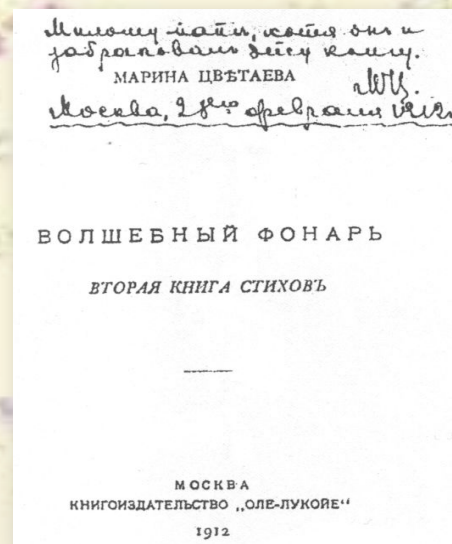 Милому папѣ, хотя онъ и
забраковалъ эту книгу.
МАРИНА ЦВѢТАЕВА
МЦ.
Москва, 28го февраля 1912г.
ВОЛШЕБНЫЙ ФОНАРЬ
ВТОРАЯ КНИГА СТИХОВЪ
МОСКВА
КНИГОИЗДАТЕЛЬСТВО „ОЛЕ-ЛУКОЙЕ“
1912